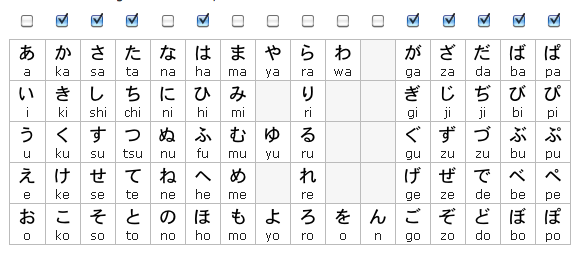 あ か さ た な は ま や ら わ が ざ だ ば ぱ
a ka sa ta na ha ma ya ra wa ga za da ba pa
い き し ち に ひ み り ぎ じ ぢ び ぴ
i ki shi chi ni hi mi ri gi ji ji bi pi
う く す つ ぬ ふ む ゆ る ぐ ず づ ぶ ぷ
u ku su tsu nu fu mu yu ru gu zu zu bu pu
え け せ て ね へ め れ げ ぜ で べ ぺ
e ke se te ne he me re ge ze de be pe
お こ そ と の ほ も よ ろ を ん ご ぞ ど ぼ ぽ
o ko so to no ho mo yo ro o n go zo do bo po